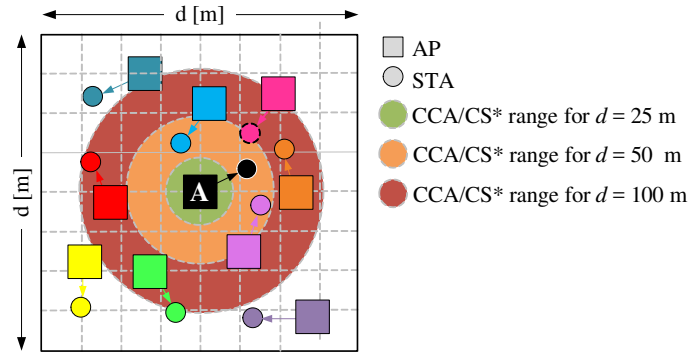 d [m]
d [m]
A
AP
STA
CCA/CS* range for d = 25 m
CCA/CS* range for d = 50 m
CCA/CS* range for d = 100 m